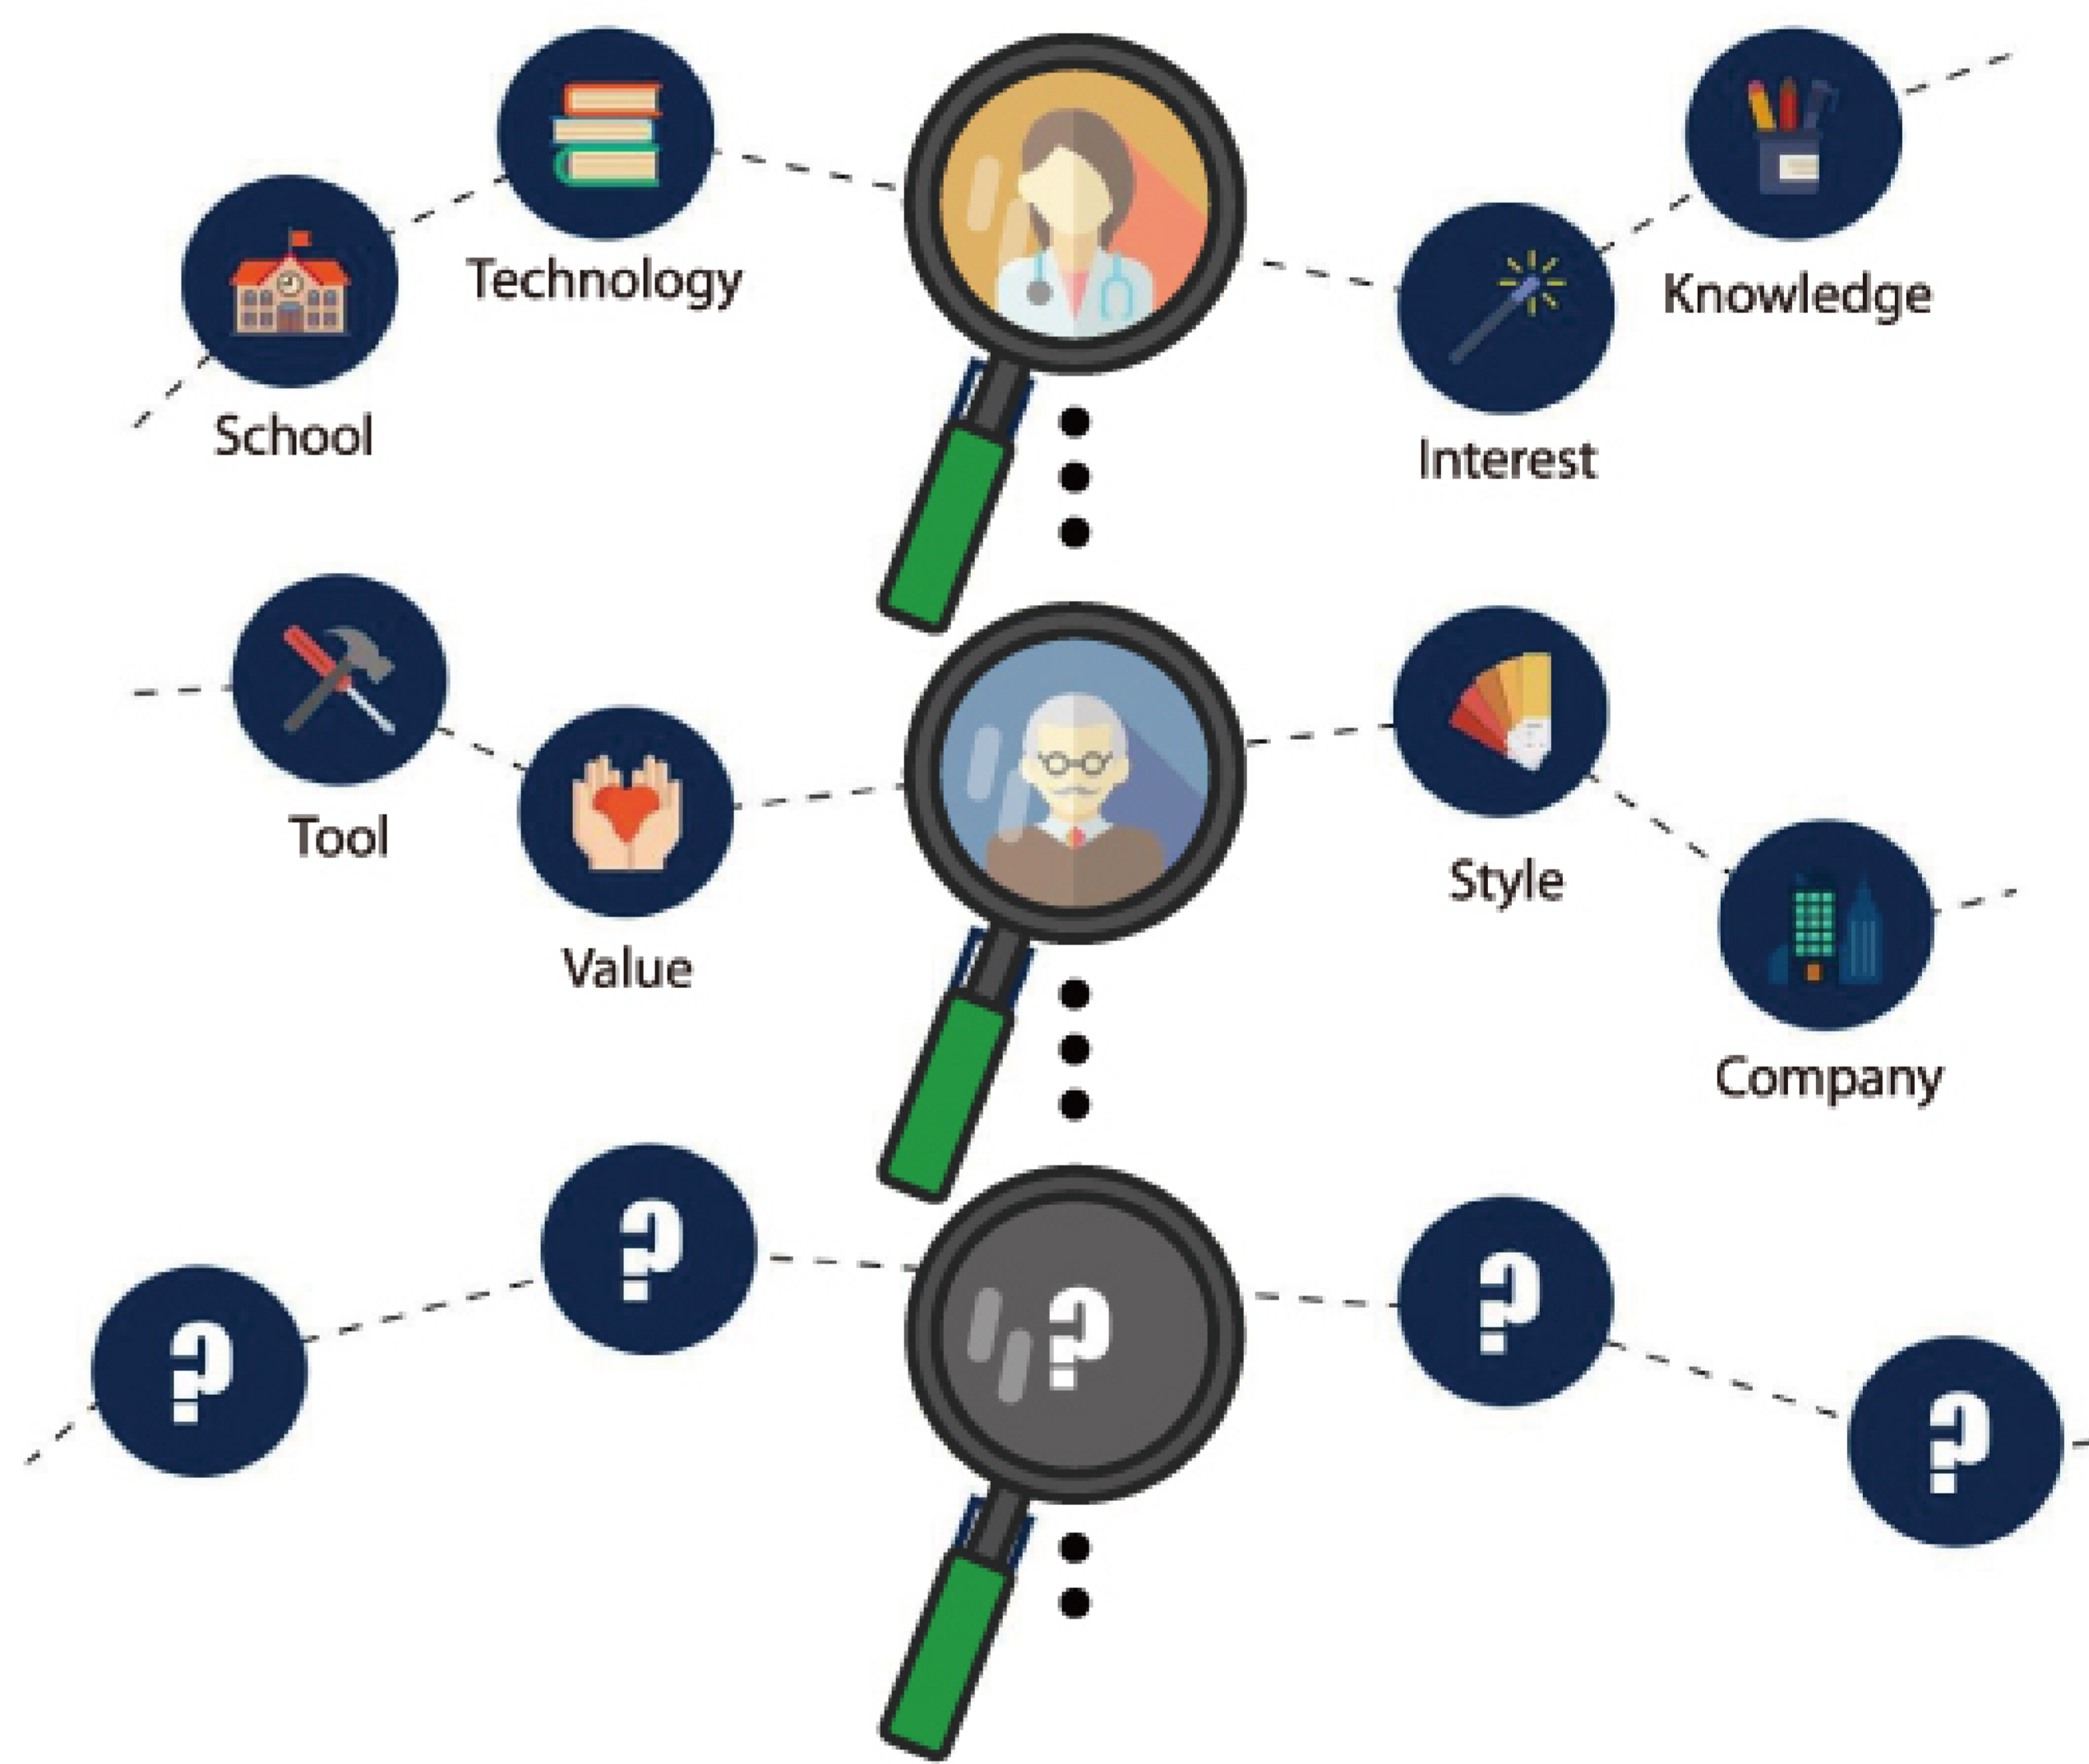 Technology
Knowledge
School
Interest
Tool
Style
Value
Company
?
?
?
?
?